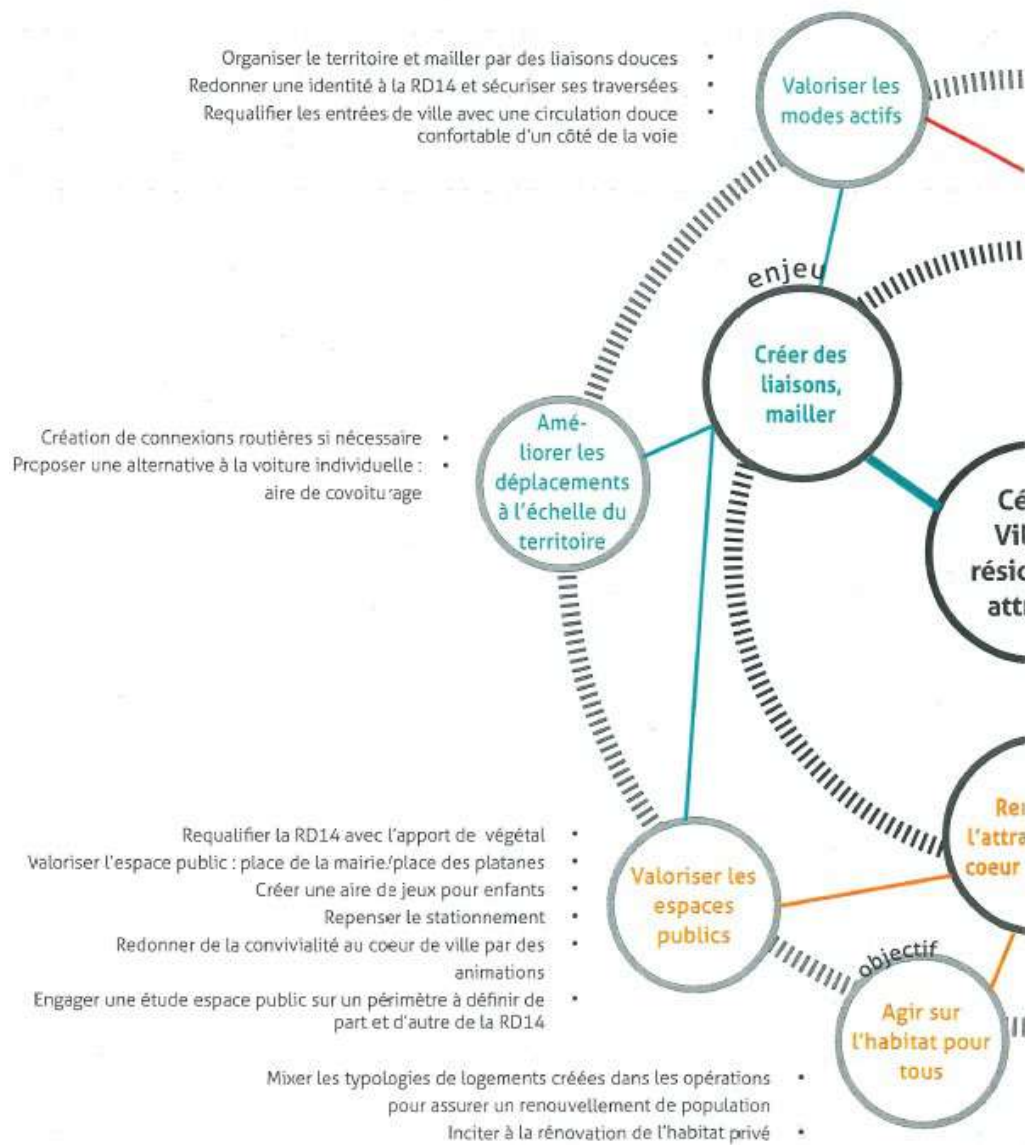 Organiser le territoire et mailler par des liaisons douces •
Redonner une identité à la RD14 et sécuriser ses traversées •
Requalifier les entrées de ville avec une circulation douce •
confortable d'un côté de la voie
Valoriser les
modes actifs
enjeu
Créer des
liaisons,
mailler
Création de connexions routières si nécessaire •
Proposer une alternative à la voiture individuelle : •
aire de covoiturage
Amé-
liorer les
déplacements
à l'échelle du
territoire
Cé
Vil
résid
attr
Requalifier la RD14 avec l'apport de végétal •
Valoriser l'espace public : place de la mairie/place des platanes •
Créer une aire de jeux pour enfants •
Repenser le stationnement •
Redonner de la convivialité au coeur de ville par des •
animations
Engager une étude espace public sur un périmètre à définir de •
part et d'autre de la RD14
Valoriser les
espaces
publics
Ren
l'attra
coeur
objectif
Agir sur
l'habitat pour
tous
Mixer les typologies de logements créées dans les opérations •
pour assurer un renouvellement de population
Inciter à la rénovation de l'habitat privé •